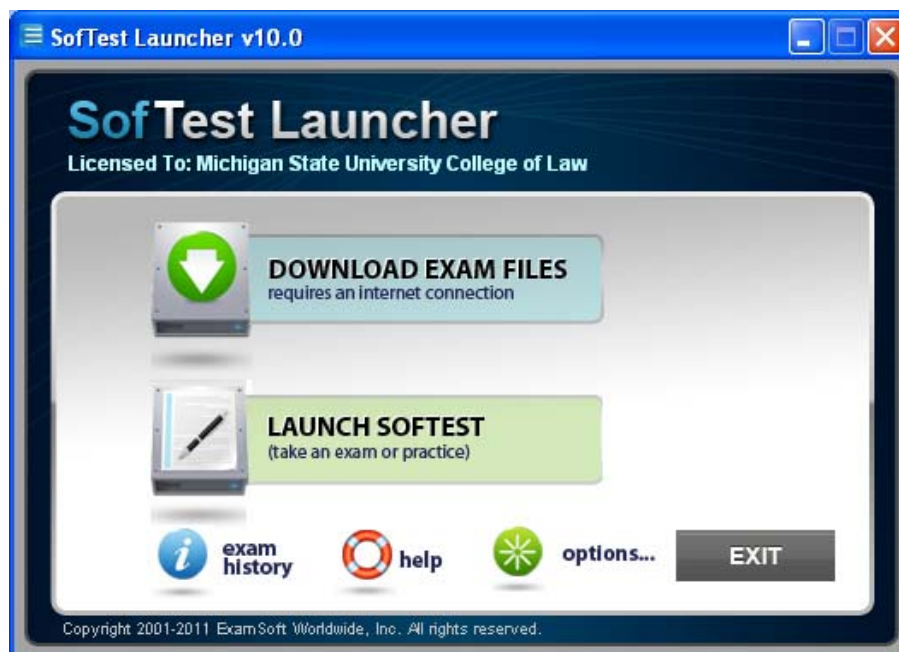 SofTest Launcher v10.0
SofTest Launcher
Licensed To: Michigan State University College of Law
DOWNLOAD EXAM FILES
requires an internet connection
LAUNCH SOFTEST
(take an exam or practice)
exam
history
help
options...
EXIT
Copyright 2001-2011 ExamSoft Worldwide, Inc. All rights reserved.